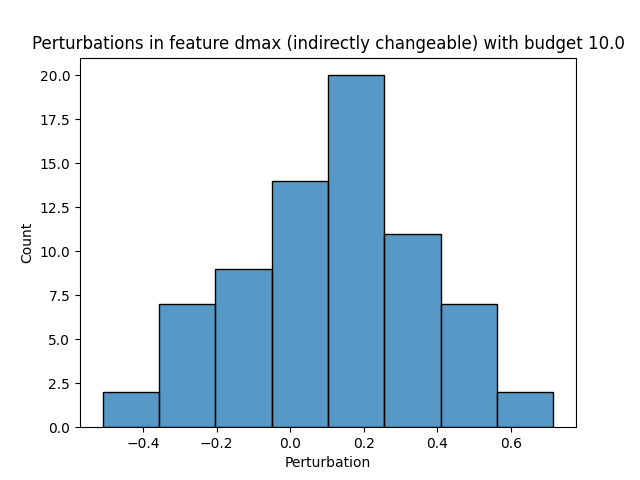 Perturbations in feature dmax (indirectly changeable) with budget 10.0
20.0
17.5
15.0
12.5
10.0
7.5
5.0
2.5
0.0
Count
−0.4 −0.2 0.0 0.2 0.4 0.6
Perturbation